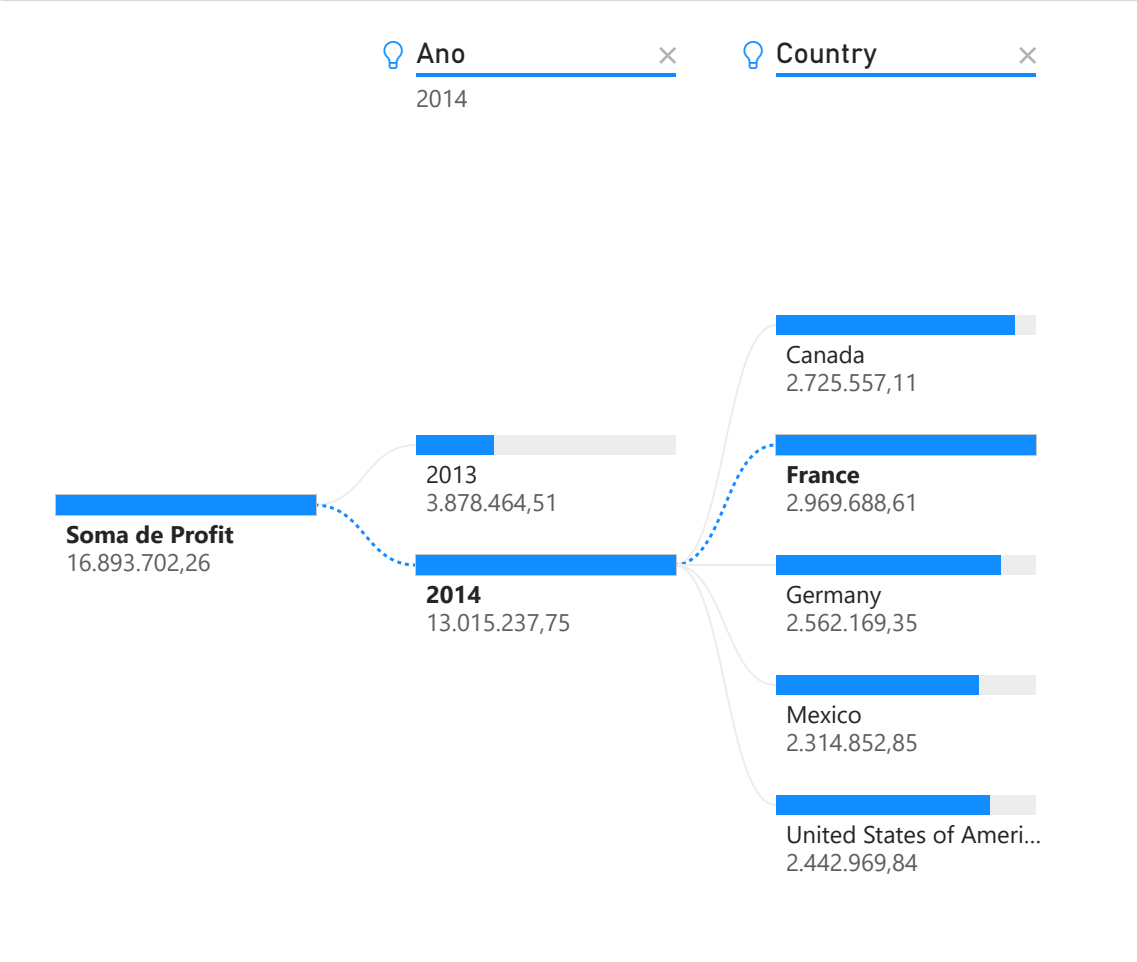 Ano
2014
Country
Canada
2.725.557,11
2013
3.878.464,51
France
2.969.688,61
Soma de Profit
16.893.702,26
2014
13.015.237,75
Germany
2.562.169,35
Mexico
2.314.852,85
United States of Ameri...
2.442.969,84